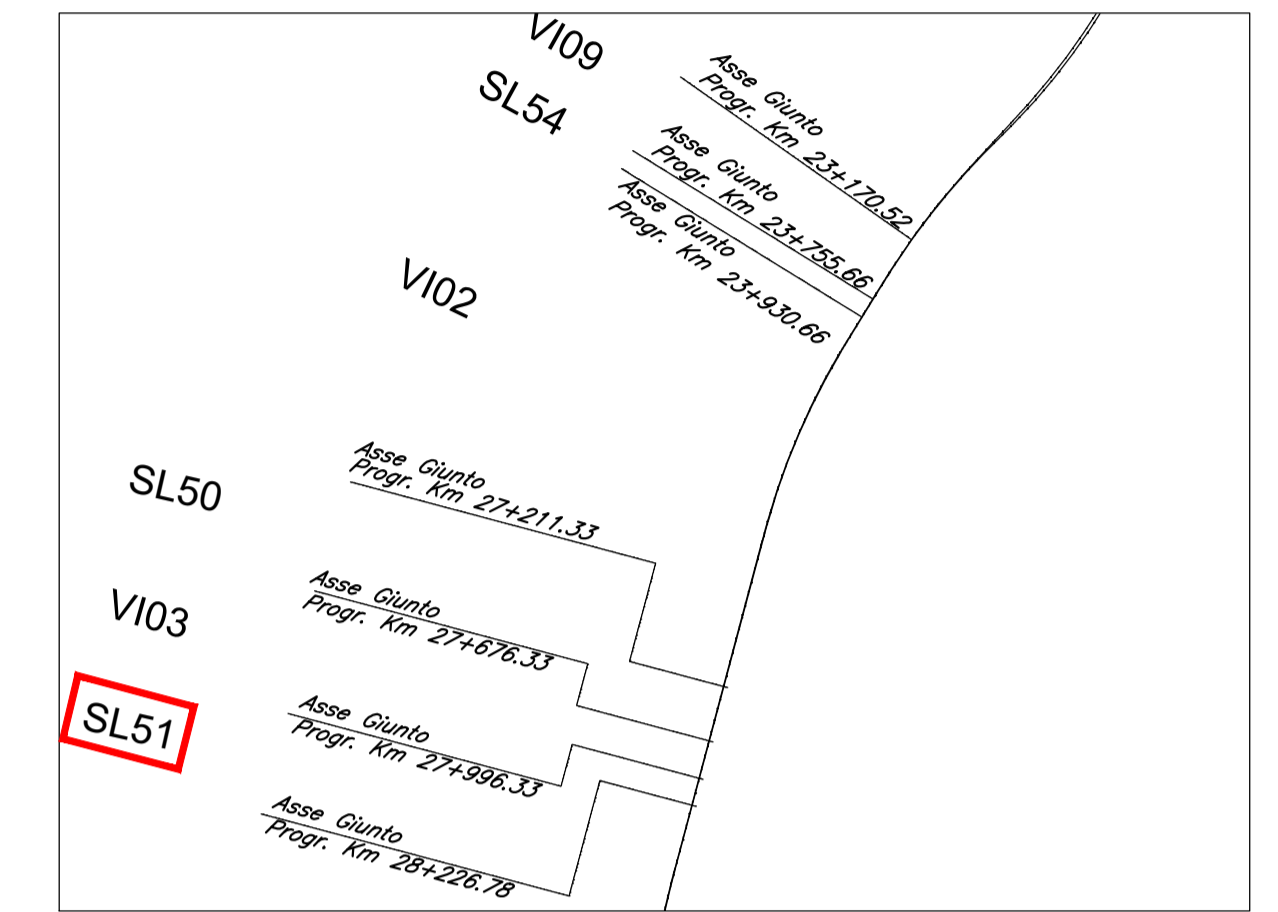 VI09
SL54
Asse Giunto
Progr. Km 23+170.52
Asse Giunto
Progr. Km 23+755.66
Asse Giunto
Progr. Km 23+930.66
VI02
SL50
Asse Giunto
Progr. Km 27+211.33
VI03
Asse Giunto
Progr. Km 27+676.33
SL51
Asse Giunto
Progr. Km 27+996.33
Asse Giunto
Progr. Km 28+226.78